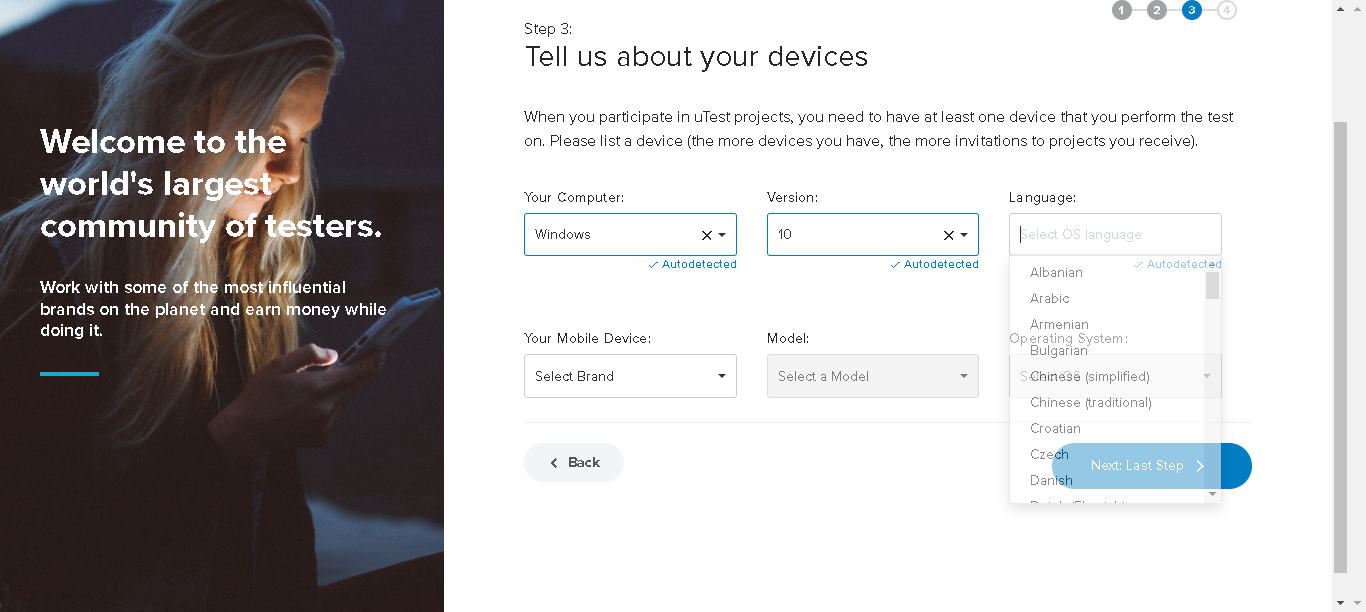 Welcome to the
world's largest
community of testers.
Work with some of the most influential
brands on the planet and earn money while
doing it.
1 2 3 4
Step 3:
Tell us about your devices
When you participate in uTest projects, you need to have at least one device that you perform the test
on. Please list a device (the more devices you have, the more invitations to projects you receive).
Your Computer: Version: Language:
Windows 10 Select OS language
Autodetected Autodetected Autodetected
Albanian
Arabic
Armenian
Your Mobile Device: Model: Operating System:
Bulgarian
Select Brand Select a Model Select OS
Chinese (simplified)
Chinese (traditional)
Croatian
Czech
Back Next: Last Step
Danish